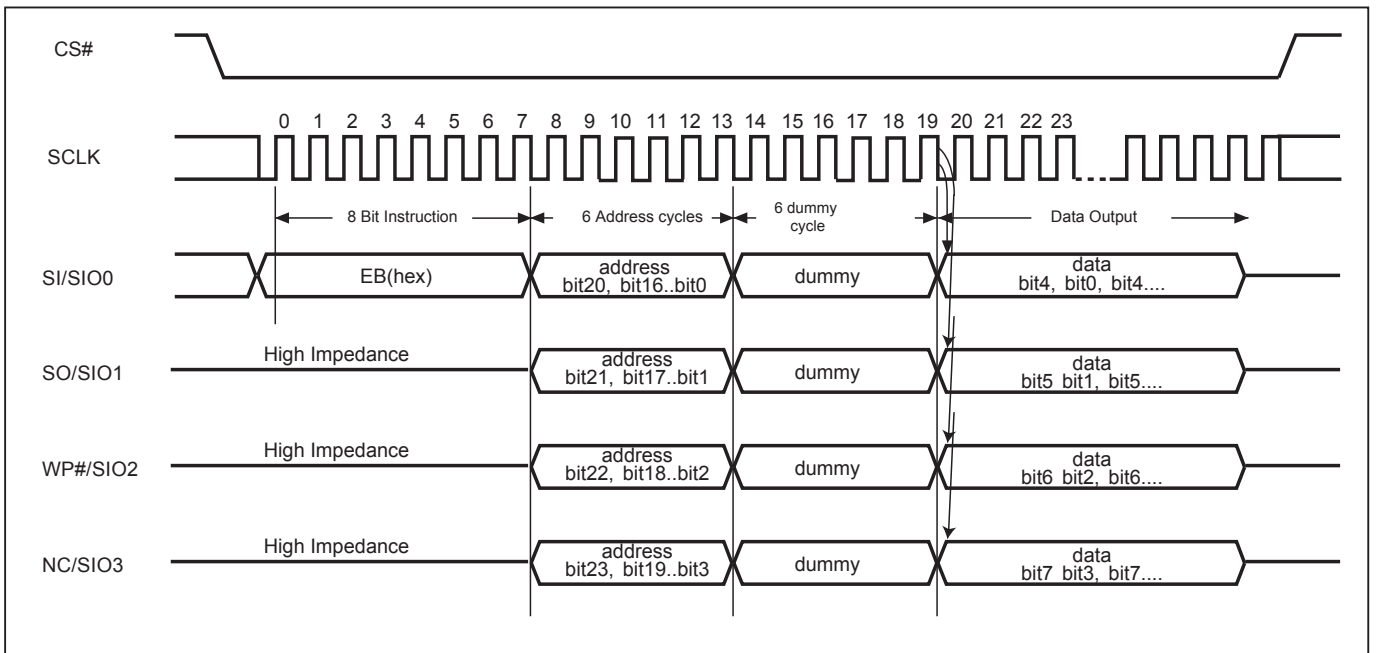 CS#
0 1 2 3 4 5 6 7 8 9 10 11 12 13 14 15 16 17 18 19 20 21 22 23
SCLK
8 Bit Instruction
6 Address cycles
6 dummy
cycle
Data Output
SI/SIO0
EB(hex)
address
bit20, bit16..bit0
dummy
data
bit4, bit0, bit4....
SO/SIO1
High Impedance
address
bit21, bit17..bit1
dummy
data
bit5 bit1, bit5....
WP#/SIO2
High Impedance
address
bit22, bit18..bit2
dummy
data
bit6 bit2, bit6....
NC/SIO3
High Impedance
address
bit23, bit19..bit3
dummy
data
bit7 bit3, bit7....